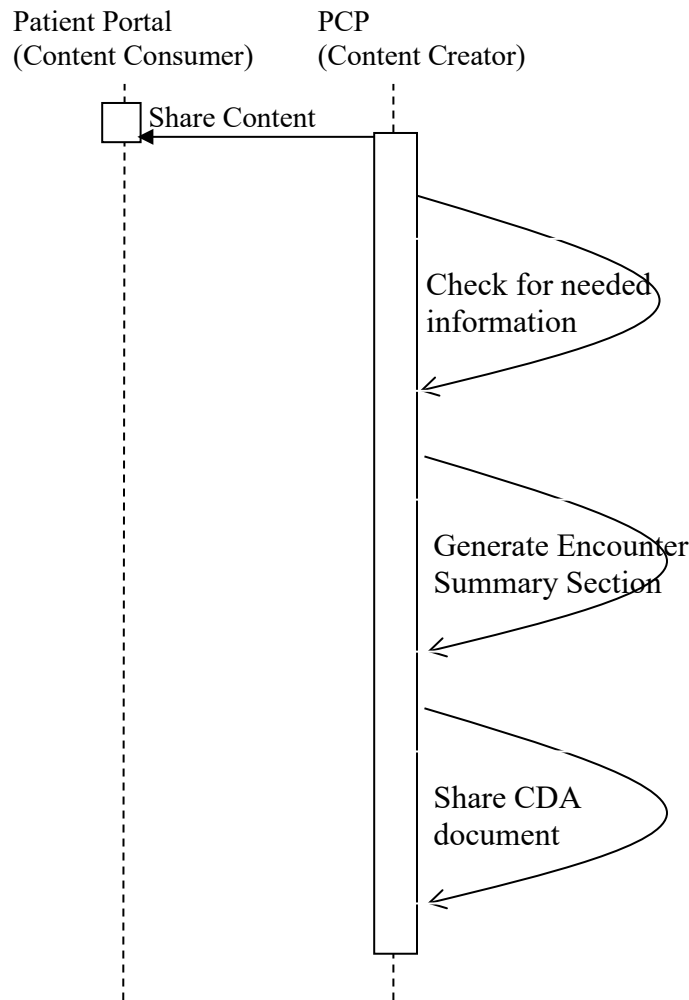 Patient Portal
(Content Consumer)
PCP
(Content Creator)
Share Content
Check for needed
information
Generate Encounter
Summary Section
Share CDA
document